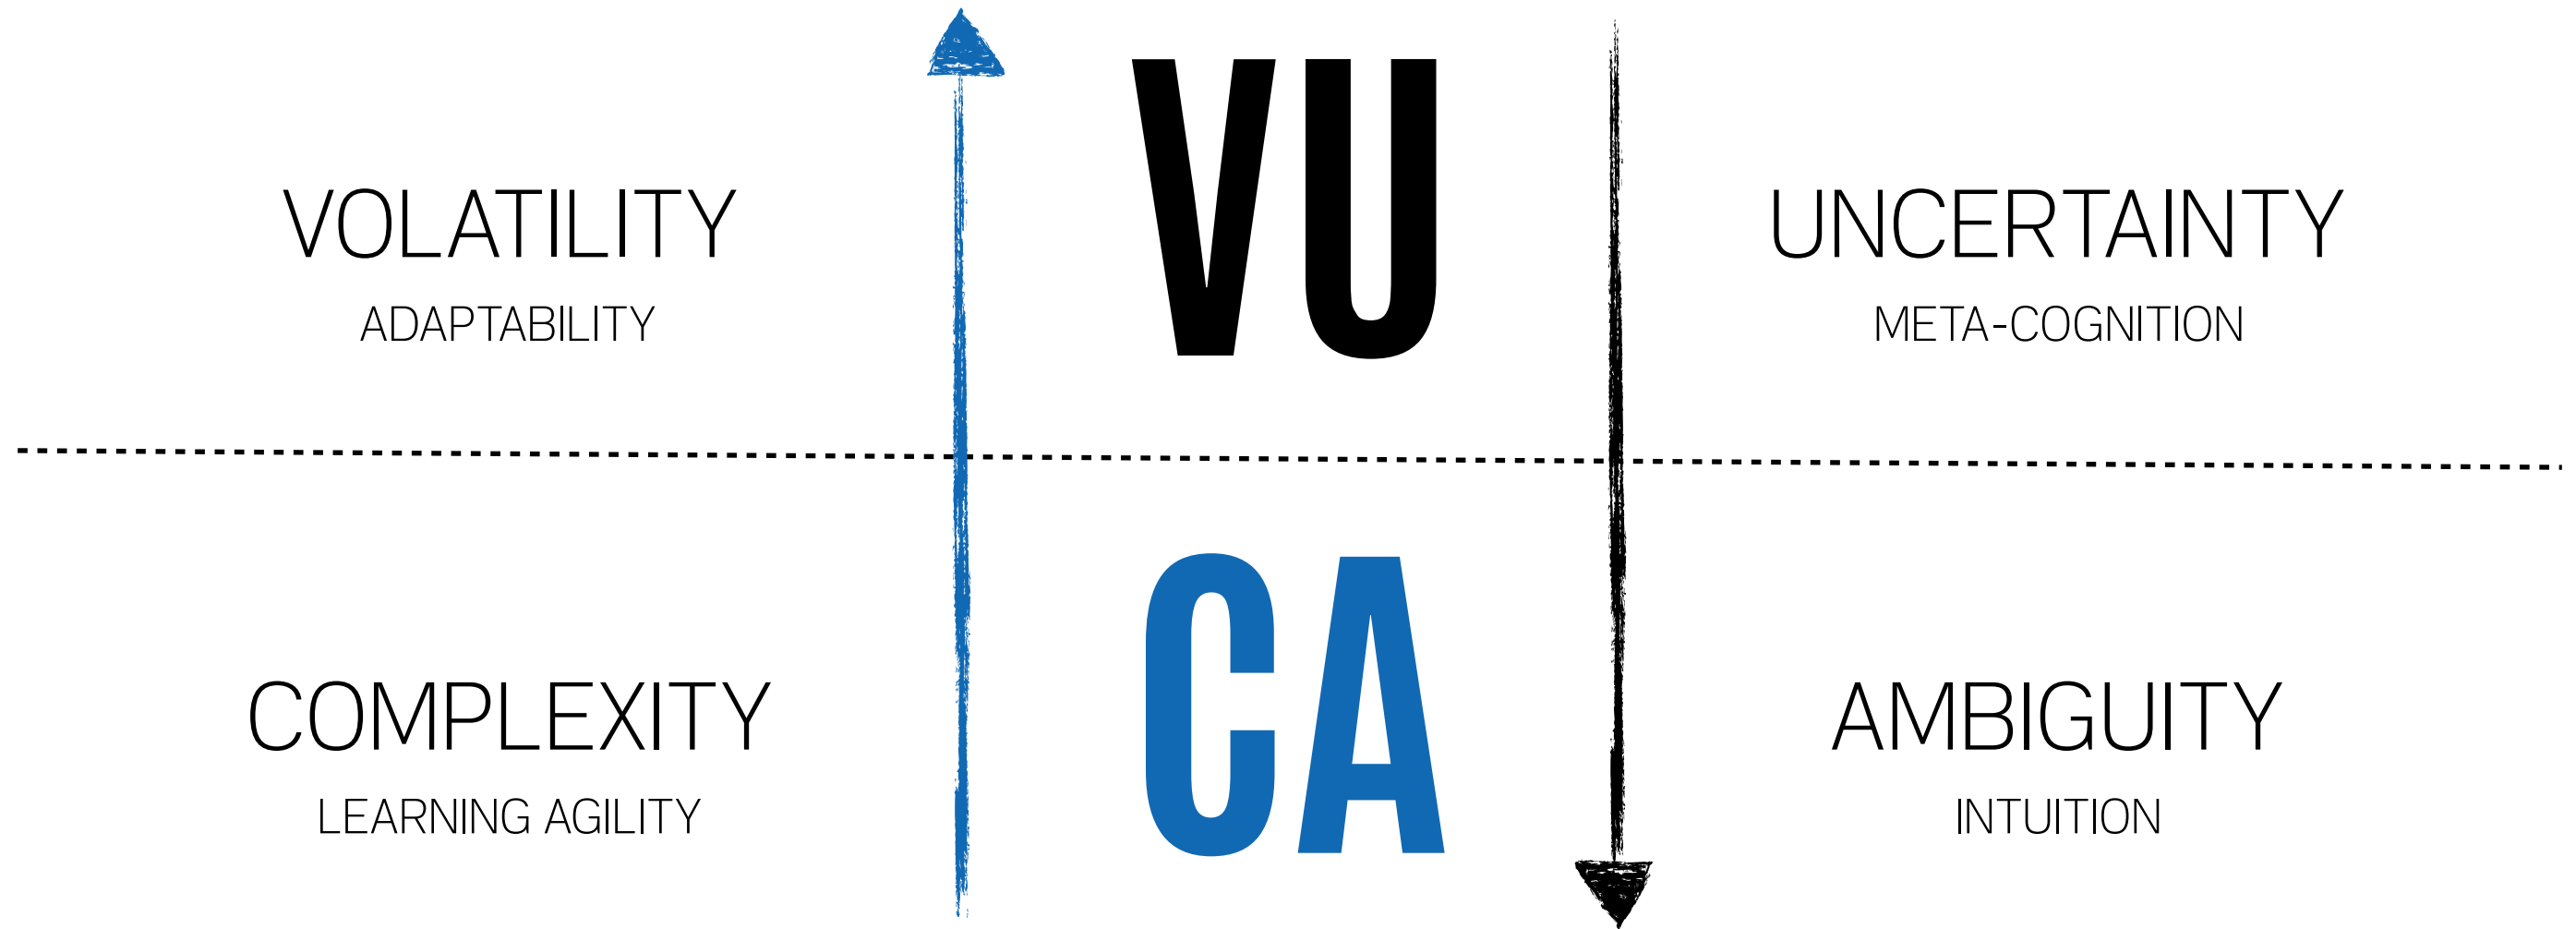 VOLATILITY
ADAPTABILITY
VU
UNCERTAINTY
META-COGNITION
COMPLEXITY
LEARNING AGILITY
CA
AMBIGUITY
INTUITION